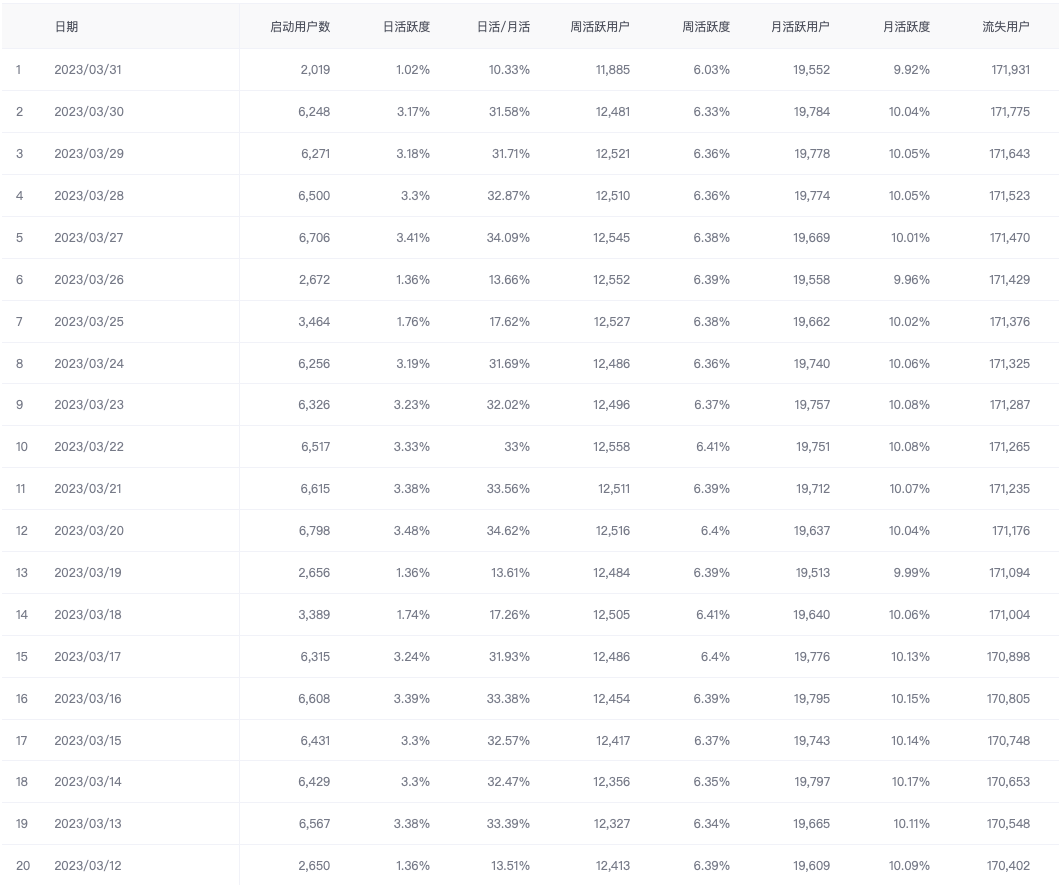 日期 启动用户数 日活跃度 日活/月活 周活跃用户 周活跃度 月活跃用户 月活跃度 流失用户
1 2023/03/31 2,019 1.02% 10.33% 11,885 6.03% 19,552 9.92% 171,931
2 2023/03/30 6,248 3.17% 31.58% 12,481 6.33% 19,784 10.04% 171,775
3 2023/03/29 6,271 3.18% 31.71% 12,521 6.36% 19,778 10.05% 171,643
4 2023/03/28 6,500 3.3% 32.87% 12,510 6.36% 19,774 10.05% 171,523
5 2023/03/27 6,706 3.41% 34.09% 12,545 6.38% 19,669 10.01% 171,470
6 2023/03/26 2,672 1.36% 13.66% 12,552 6.39% 19,558 9.96% 171,429
7 2023/03/25 3,464 1.76% 17.62% 12,527 6.38% 19,662 10.02% 171,376
8 2023/03/24 6,256 3.19% 31.69% 12,486 6.36% 19,740 10.06% 171,325
9 2023/03/23 6,326 3.23% 32.02% 12,496 6.37% 19,757 10.08% 171,287
10 2023/03/22 6,517 3.33% 33% 12,558 6.41% 19,751 10.08% 171,265
11 2023/03/21 6,615 3.38% 33.56% 12,511 6.39% 19,712 10.07% 171,235
12 2023/03/20 6,798 3.48% 34.62% 12,516 6.4% 19,637 10.04% 171,176
13 2023/03/19 2,656 1.36% 13.61% 12,484 6.39% 19,513 9.99% 171,094
14 2023/03/18 3,389 1.74% 17.26% 12,505 6.41% 19,640 10.06% 171,004
15 2023/03/17 6,315 3.24% 31.93% 12,486 6.4% 19,776 10.13% 170,898
16 2023/03/16 6,608 3.39% 33.38% 12,454 6.39% 19,795 10.15% 170,805
17 2023/03/15 6,431 3.3% 32.57% 12,417 6.37% 19,743 10.14% 170,748
18 2023/03/14 6,429 3.3% 32.47% 12,356 6.35% 19,797 10.17% 170,653
19 2023/03/13 6,567 3.38% 33.39% 12,327 6.34% 19,665 10.11% 170,548
20 2023/03/12 2,650 1.36% 13.51% 12,413 6.39% 19,609 10.09% 170,402